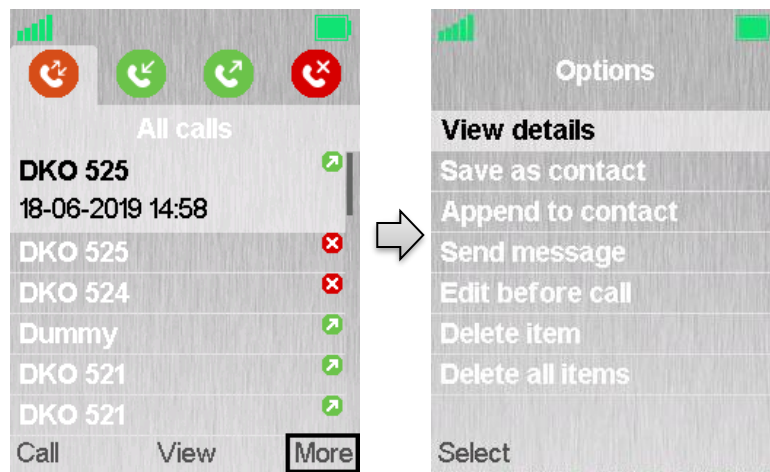 All calls
DKO 525
18-06-2019 14:58
DKO 525
DKO 524
Dummy
DKO 521
DKO 521
Call View More
Options
View details
Save as contact
Append to contact
Send message
Edit before call
Delete item
Delete all items
Select